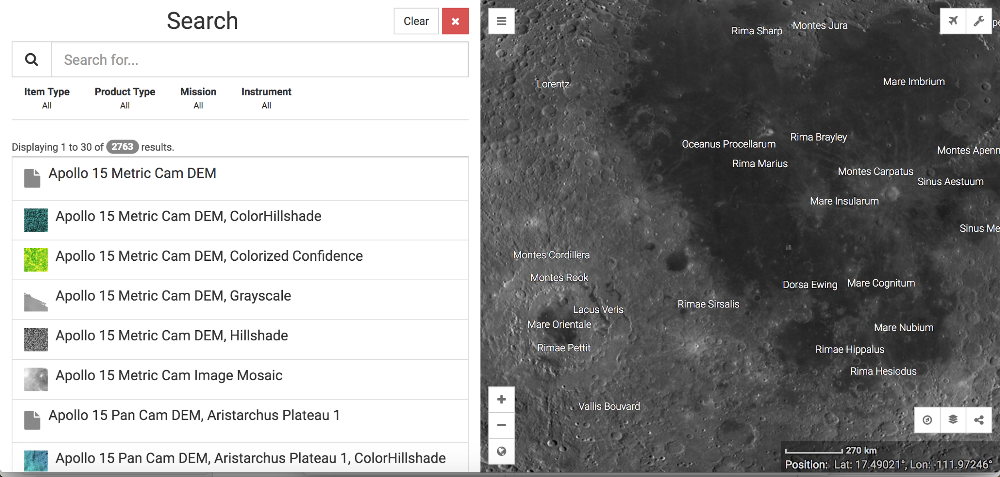 Search
Clear
Search for...
Item Type
All
Product Type
All
Mission
All
Instrument
All
Displaying 1 to 30 of 2763 results.
Apollo 15 Metric Cam DEM
Apollo 15 Metric Cam DEM, ColorHillshade
Apollo 15 Metric Cam DEM, Colorized Confidence
Apollo 15 Metric Cam DEM, Grayscale
Apollo 15 Metric Cam DEM, Hillshade
Apollo 15 Metric Cam Image Mosaic
Apollo 15 Pan Cam DEM, Aristarchus Plateau 1
Apollo 15 Pan Cam DEM, Aristarchus Plateau 1, ColorHillshade
Rima Sharp
Montes Jura
pe
Lorentz
Mare Imbrium
Rima Brayley
Oceanus Procellarum
Montes Apenn
Rima Marius
Montes Carpatus
Sinus Aestuum
Mare Insularum
Sinus Me
Montes Cordillera
Montes Rook
Dorsa Ewing
Mare Cognitum
Rimae Sirsalis
Lacus Veris
Mare Orientale
Mare Nubium
Rimae Pettit
Rimae Hippalus
Rima Hesiodus
Vallis Bouvard
270 km
Position: Lat: 17.49021°, Lon: -111.97246°